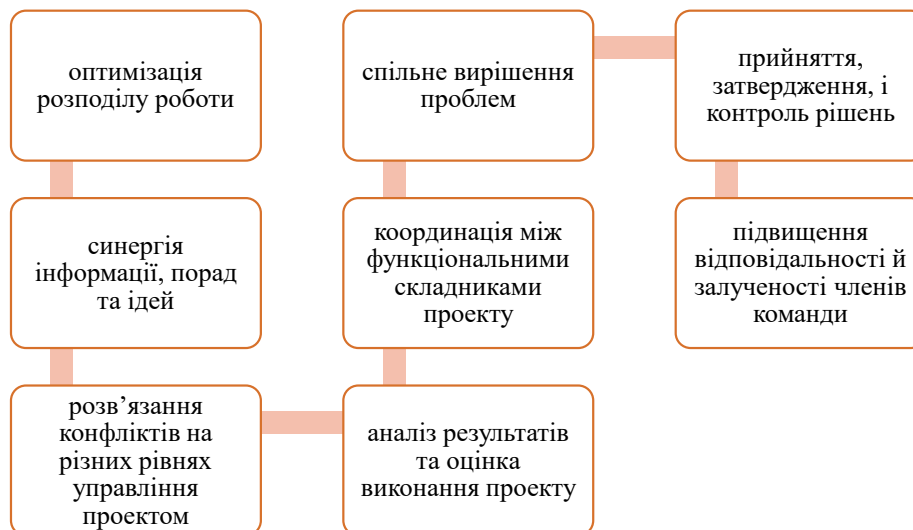 оптимізація
розподілу роботи
синергія
інформації, порад
та ідей
розв’язання
конфліктів на
різних рівнях
управління
проектом
аналіз результатів
та оцінка
виконання проекту
координація між
функціональними
складниками
проекту
спільне вирішення
проблем
прийняття,
затвердження, і
контроль рішень
підвищення
відповідальності й
залученості членів
команди